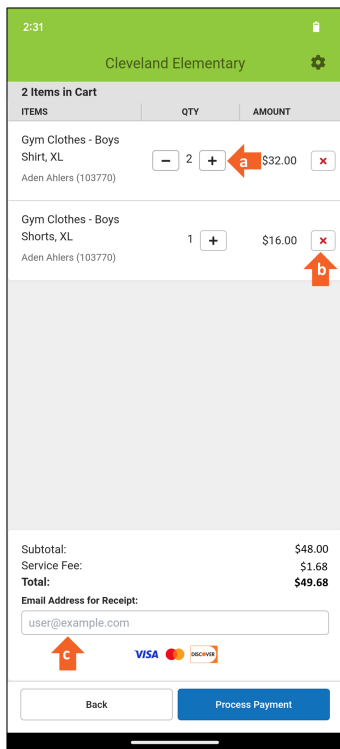 2:31
Cleveland Elementary
2 Items in Cart
ITEMS QTY AMOUNT
Gym Clothes - Boys
Shirt, XL
Aden Ahlers (103770)
− 2 + a $32.00 ×
Gym Clothes - Boys
Shorts, XL
Aden Ahlers (103770)
1 + $16.00 ×
b
Subtotal: $48.00
Service Fee: $1.68
Total: $49.68
Email Address for Receipt:
user@example.com
c
VISA DISCOVER
Back Process Payment